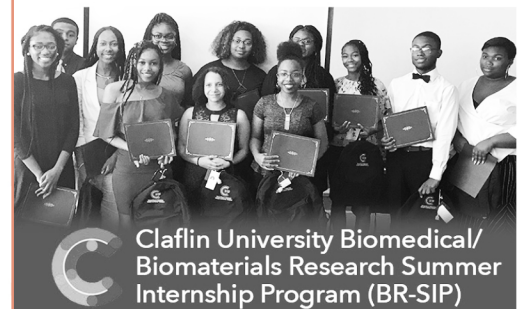 Claflin University Biomedical/
Biomaterials Research Summer
Internship Program (BR-SIP)